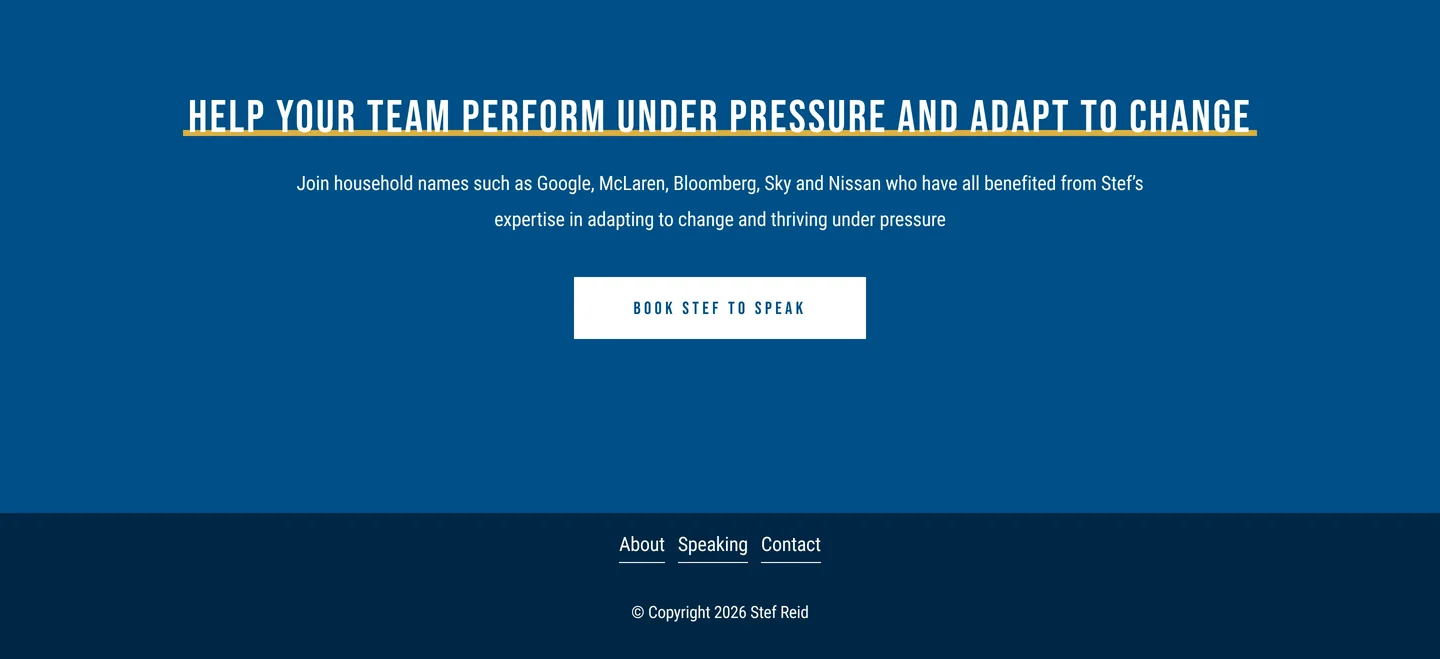 HELP YOUR TEAM PERFORM UNDER PRESSURE AND ADAPT TO CHANGE
Join household names such as Google, McLaren, Bloomberg, Sky and Nissan who have all benefited from Stef’s
expertise in adapting to change and thriving under pressure
BOOK STEF TO SPEAK
About Speaking Contact
© Copyright 2026 Stef Reid